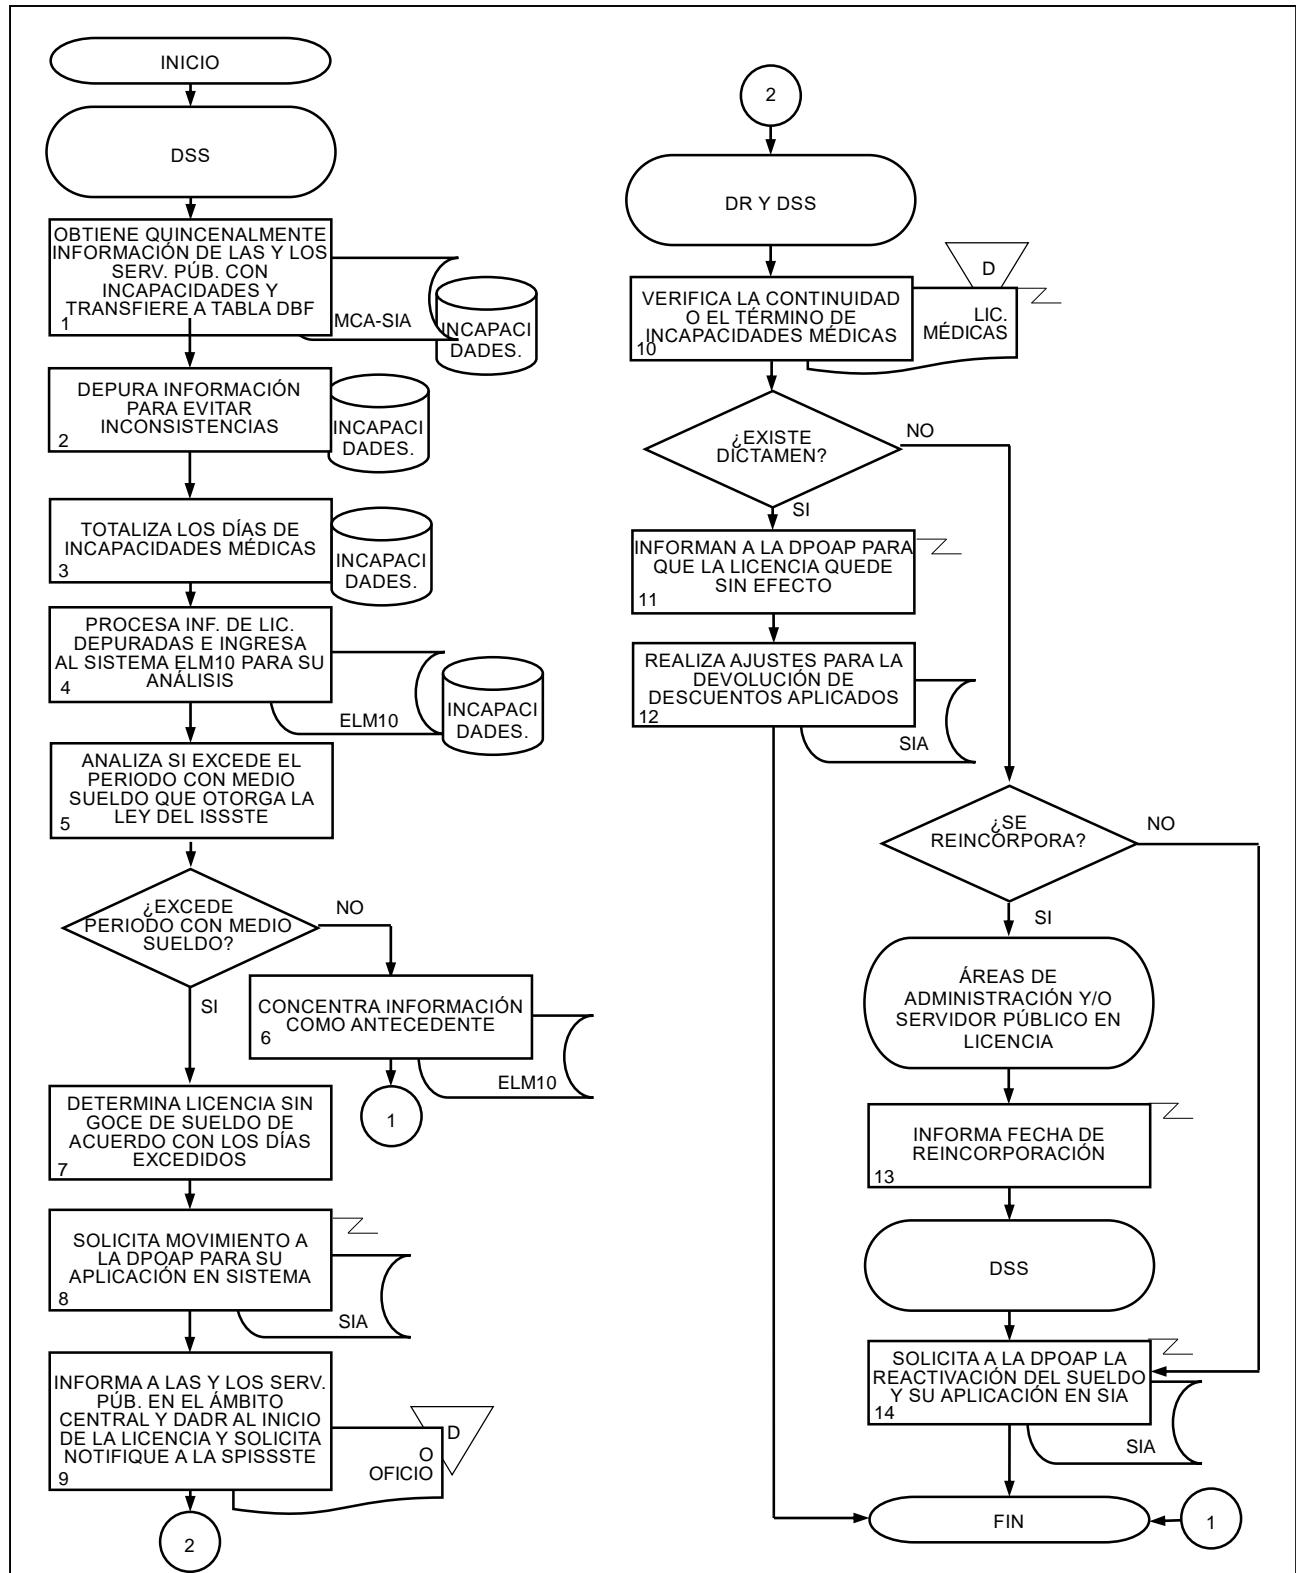 INICIO
DSS
OBTIENE QUINCENALMENTE
INFORMACIÓN DE LAS Y LOS
SERV. PÚB. CON
INCAPACIDADES Y
TRANSFIERE A TABLA DBF
1
MCA-SIA
INCAPACI
DADES.
DEPURA INFORMACIÓN
PARA EVITAR
INCONSISTENCIAS
2
INCAPACI
DADES.
TOTALIZA LOS DÍAS DE
INCAPACIDADES MÉDICAS
3
INCAPACI
DADES.
PROCESA INF. DE LIC.
DEPURADAS E INGRESA
AL SISTEMA ELM10 PARA SU
ANÁLISIS
4
ELM10
INCAPACI
DADES.
ANALIZA SI EXCEDE EL
PERIODO CON MEDIO
SUELDO QUE OTORGA LA
LEY DEL ISSSTE
5
¿EXCEDE
PERIODO CON MEDIO
SUELDO?
NO
SI
CONCENTRA INFORMACIÓN
COMO ANTECEDENTE
6
ELM10
1
DETERMINA LICENCIA SIN
GOCE DE SUELDO DE
ACUERDO CON LOS DÍAS
EXCEDIDOS
7
SOLICITA MOVIMIENTO A
LA DPOAP PARA SU
APLICACIÓN EN SISTEMA
8
SIA
INFORMA A LAS Y LOS SERV.
PÚB. EN EL ÁMBITO
CENTRAL Y DADR AL INICIO
DE LA LICENCIA Y SOLICITA
NOTIFIQUE A LA SPISSSTE
9
D
O
OFICIO
2
2
DR Y DSS
VERIFICA LA CONTINUIDAD
O EL TÉRMINO DE
INCAPACIDADES MÉDICAS
10
D
LIC.
MÉDICAS
¿EXISTE
DICTAMEN?
NO
SI
INFORMAN A LA DPOAP PARA
QUE LA LICENCIA QUEDE
SIN EFECTO
11
REALIZA AJUSTES PARA LA
DEVOLUCIÓN DE
DESCUENTOS APLICADOS
12
SIA
¿SE
REINCORPORA?
NO
SI
ÁREAS DE
ADMINISTRACIÓN Y/O
SERVIDOR PÚBLICO EN
LICENCIA
INFORMA FECHA DE
REINCORPORACIÓN
13
DSS
SOLICITA A LA DPOAP LA
REACTIVACIÓN DEL SUELDO
Y SU APLICACIÓN EN SIA
14
SIA
FIN
1